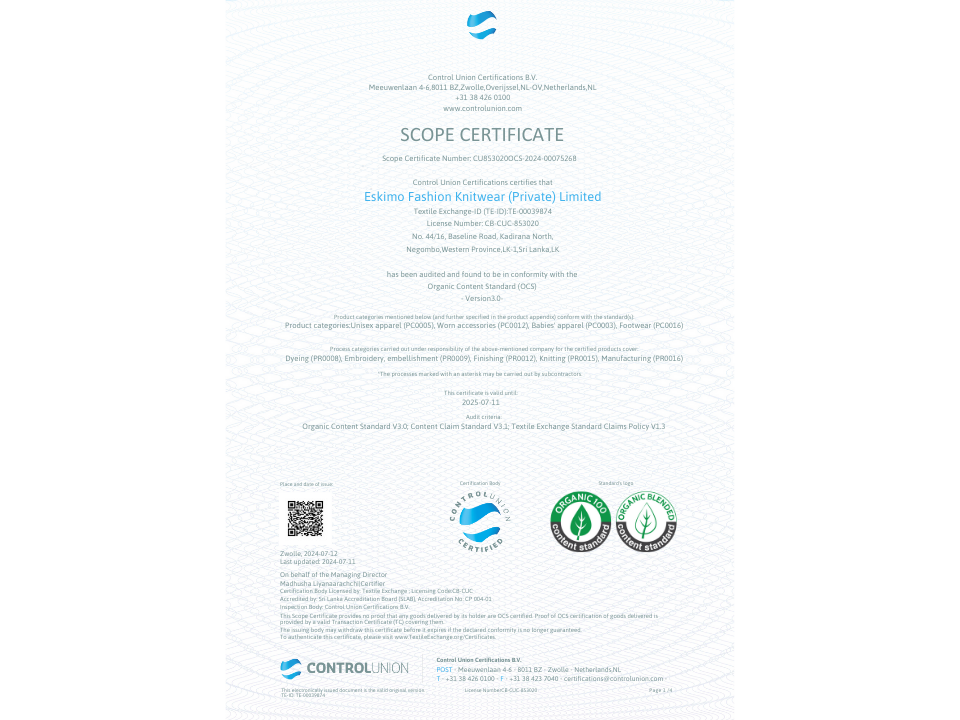 Control Union Certifications B.V.
Meeuwenlaan 4-6,8011 BZ,Zwolle,Overijssel,NL-OV,Netherlands,NL
+31 38 426 0100
www.controlunion.com
SCOPE CERTIFICATE
Scope Certificate Number: CU853020OCS-2024-00075268
Control Union Certifications certifies that
Eskimo Fashion Knitwear (Private) Limited
Textile Exchange-ID (TE-ID):TE-00039874
License Number: CB-CUC-853020
No. 44/16, Baseline Road, Kadirana North,
Negombo,Western Province,LK-1,Sri Lanka,LK
has been audited and found to be in conformity with the
Organic Content Standard (OCS)
- Version3.0-
Product categories mentioned below (and further specified in the product appendix) conform with the standard(s):
Product categories:Unisex apparel (PC0005), Worn accessories (PC0012), Babies' apparel (PC0003), Footwear (PC0016)
Process categories carried out under responsibility of the above-mentioned company for the certified products cover:
Dyeing (PR0008), Embroidery, embellishment (PR0009), Finishing (PR0012), Knitting (PR0015), Manufacturing (PR0016)
*The processes marked with an asterisk may be carried out by subcontractors
This certificate is valid until:
2025-07-11
Audit criteria:
Organic Content Standard V3.0; Content Claim Standard V3.1; Textile Exchange Standard Claims Policy V1.3
Place and date of issue:
Certification Body
Standard's logo
CONTROLUNION
CERTIFIED
ORGANIC 100
content standard
ORGANIC BLENDED
content standard
Zwolle, 2024-07-12
Last updated: 2024-07-11
On behalf of the Managing Director
Madhusha Liyanaarachchi|Certifier
Certification Body Licensed by: Textile Exchange ; Licensing Code:CB-CUC
Accredited by: Sri Lanka Accreditation Board (SLAB), Accreditation No: CP 004-01
Inspection Body: Control Union Certifications B.V.
This Scope Certificate provides no proof that any goods delivered by its holder are OCS certified. Proof of OCS certification of goods delivered is
provided by a valid Transaction Certificate (TC) covering them.
The issuing body may withdraw this certificate before it expires if the declared conformity is no longer guaranteed.
To authenticate this certificate, please visit www.TextileExchange.org/Certificates.
CONTROLUNION
Control Union Certifications B.V.
POST - Meeuwenlaan 4-6 - 8011 BZ - Zwolle - Netherlands,NL
T - +31 38 426 0100 - F - +31 38 423 7040 - certifications@controlunion.com -
This electronically issued document is the valid original version
TE-ID TE-00039874
License Number:CB-CUC-853020
Page 1 /4